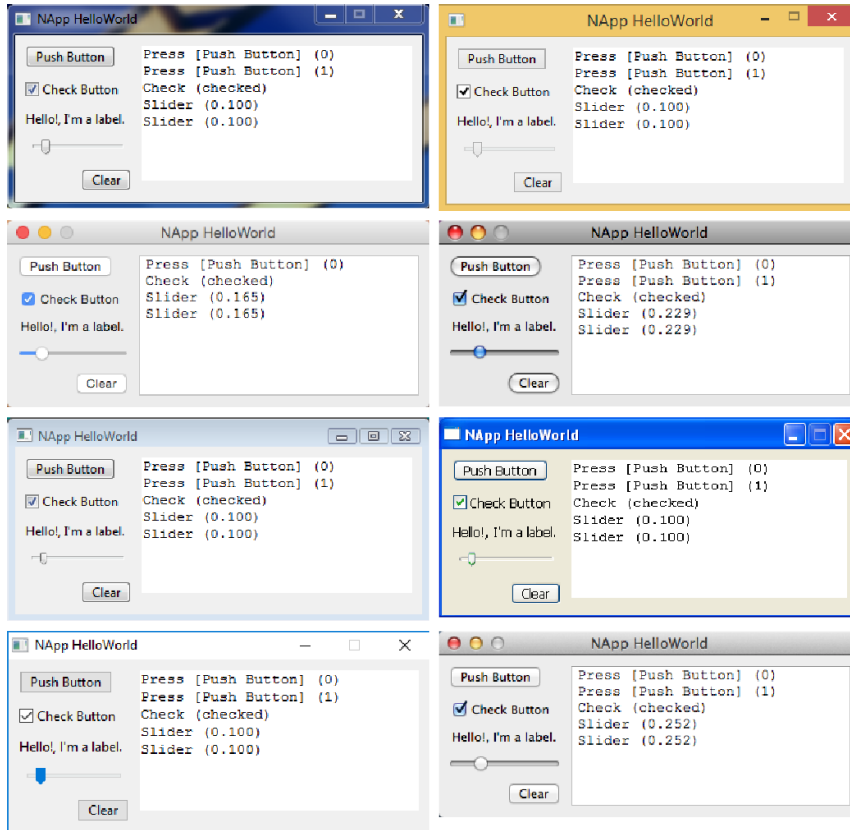 NApp HelloWorld
Push Button
Check Button
Hello!, I'm a label.
Clear
Press [Push Button] (0)
Press [Push Button] (1)
Check (checked)
Slider (0.100)
Slider (0.100)
NApp HelloWorld
Push Button
Check Button
Hello!, I'm a label.
Clear
Press [Push Button] (0)
Press [Push Button] (1)
Check (checked)
Slider (0.100)
Slider (0.100)
NApp HelloWorld
Push Button
Check Button
Hello!, I'm a label.
Clear
Press [Push Button] (0)
Check (checked)
Slider (0.165)
Slider (0.165)
NApp HelloWorld
Push Button
Check Button
Hello!, I'm a label.
Clear
Press [Push Button] (0)
Press [Push Button] (1)
Check (checked)
Slider (0.229)
Slider (0.229)
NApp HelloWorld
Push Button
Check Button
Hello!, I'm a label.
Clear
Press [Push Button] (0)
Press [Push Button] (1)
Check (checked)
Slider (0.100)
Slider (0.100)
NApp HelloWorld
Push Button
Check Button
Hello!, I'm a label.
Clear
Press [Push Button] (0)
Press [Push Button] (1)
Check (checked)
Slider (0.100)
Slider (0.100)
NApp HelloWorld
Push Button
Check Button
Hello!, I'm a label.
Clear
Press [Push Button] (0)
Press [Push Button] (1)
Check (checked)
Slider (0.100)
Slider (0.100)
NApp HelloWorld
Push Button
Check Button
Hello!, I'm a label.
Clear
Press [Push Button] (0)
Press [Push Button] (1)
Check (checked)
Slider (0.252)
Slider (0.252)